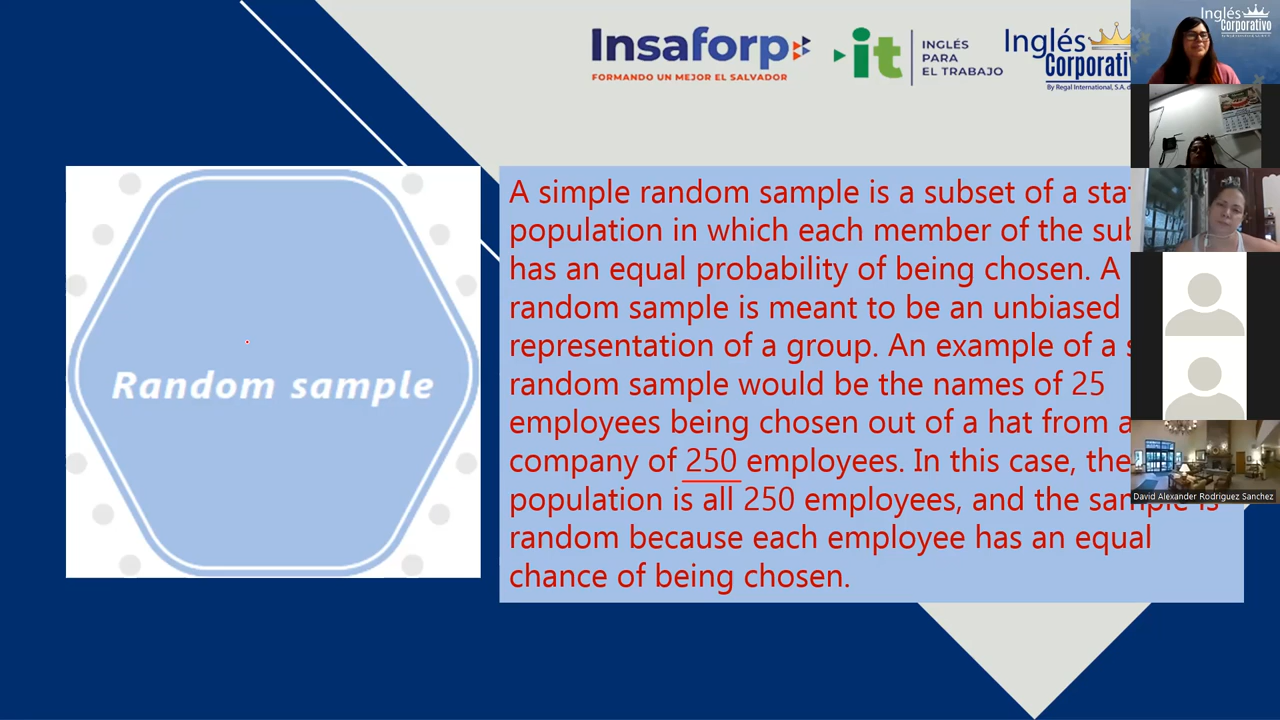 Insaforp
FORMANDO UN MEJOR EL SALVADOR
it
INGLÉS
PARA
EL TRABAJO
Inglés
Corporativ
By Regal International, S.A. d
Inglés
Corporativo
A simple random sample is a subset of a
population in which each member of the
has an equal probability of being chosen. A
random sample is meant to be an unbiased
representation of a group. An example of a
random sample would be the names of 25
employees being chosen out of a hat from a
company of 250 employees. In this case, the
population is all 250 employees, and the sample is
random because each employee has an equal
chance of being chosen.
Random sample
David Alexander Rodriguez Sanchez